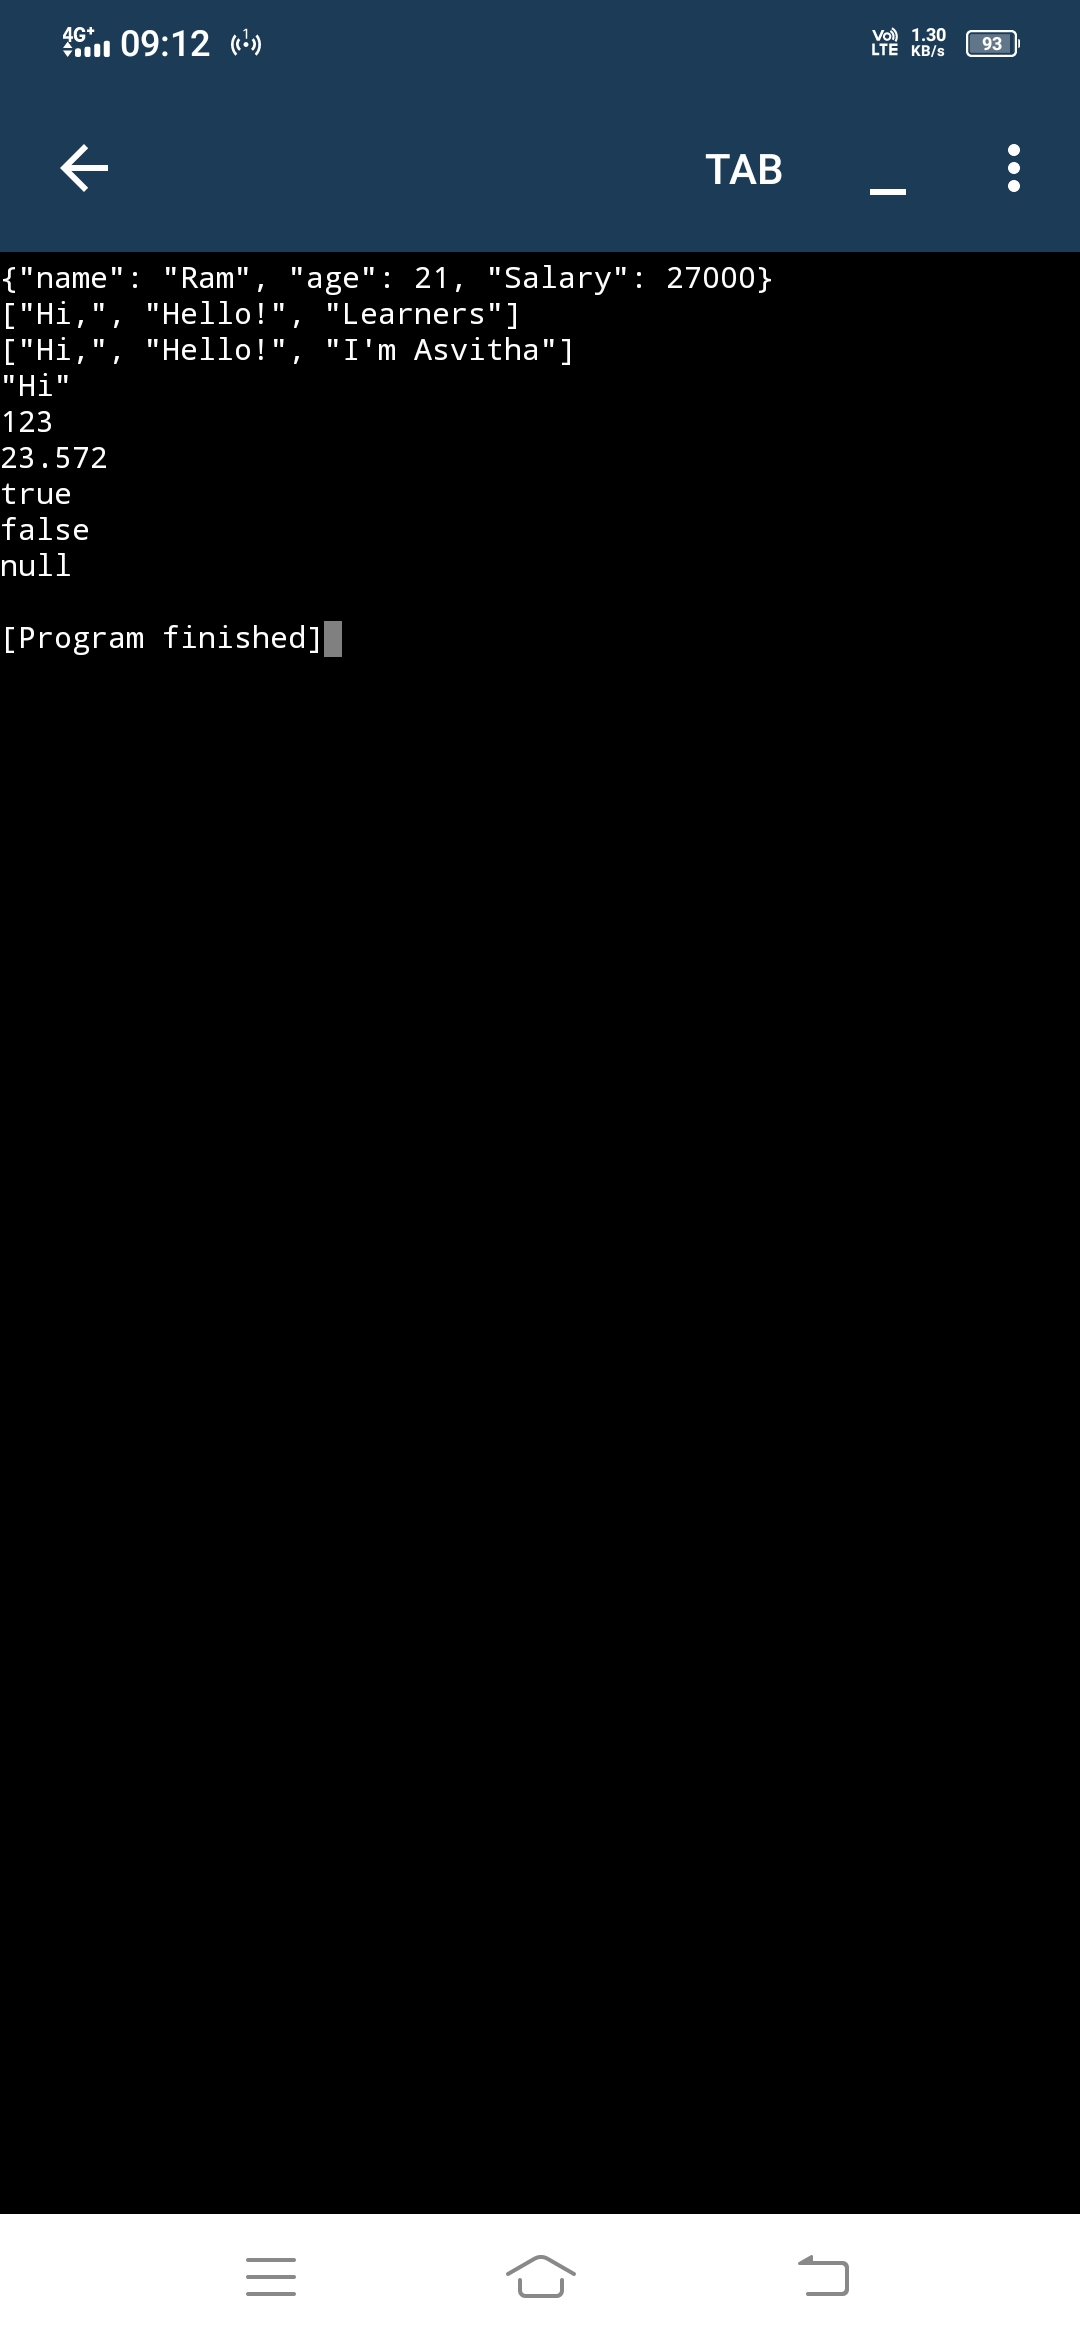 4G+ 09:12 1 Vo)) LTE 1.30 KB/s 93
TAB
{"name": "Ram", "age": 21, "Salary": 27000}
["Hi,", "Hello!", "Learners"]
["Hi,", "Hello!", "I'm Asvitha"]
"Hi"
123
23.572
true
false
null
[Program finished]